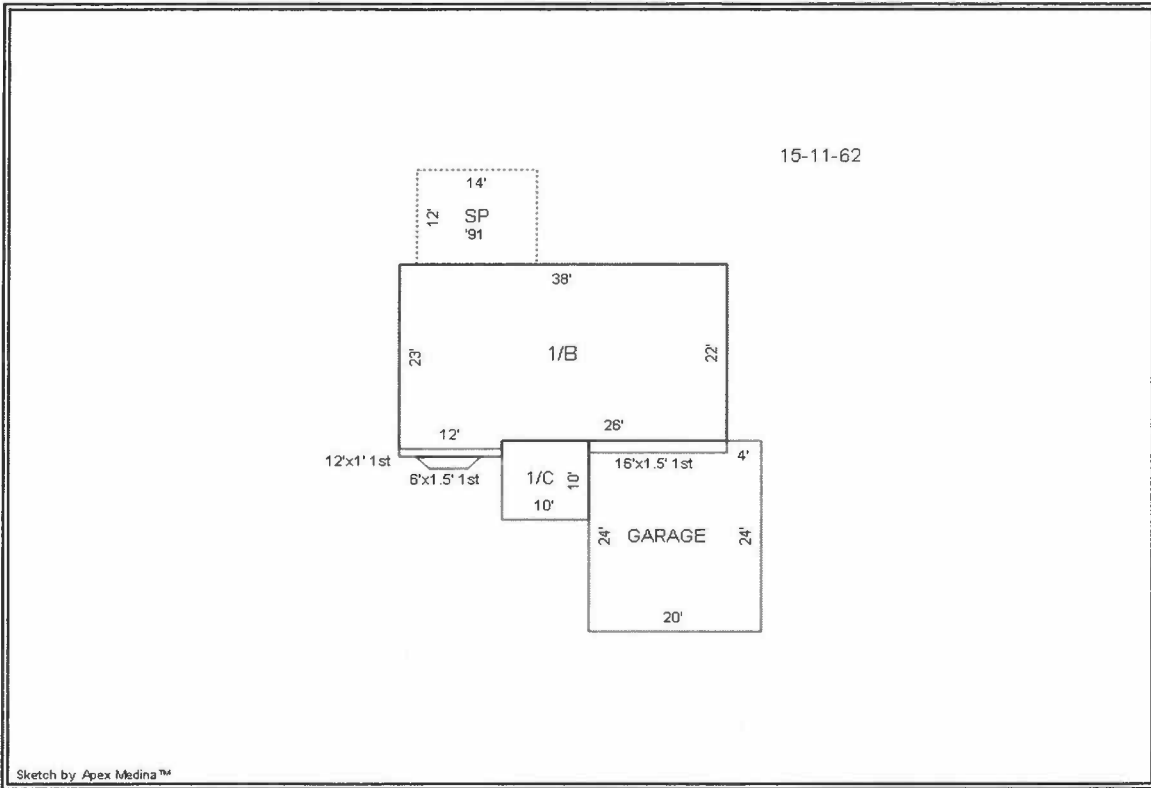 15-11-62
14'
12'
SP
'91
38'
23'
1/B
22'
12'
26'
12'x1' 1st
6'x1.5' 1st
1/C
10'
10'
16'x1.5' 1st
4'
24'
GARAGE
24'
20'
Sketch by Apex Medina™